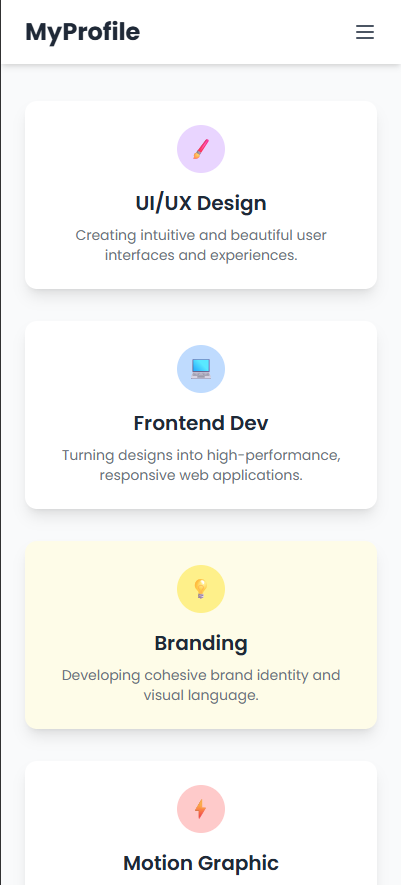 MyProfile
UI/UX Design
Creating intuitive and beautiful user
interfaces and experiences.
Frontend Dev
Turning designs into high-performance,
responsive web applications.
Branding
Developing cohesive brand identity and
visual language.
Motion Graphic